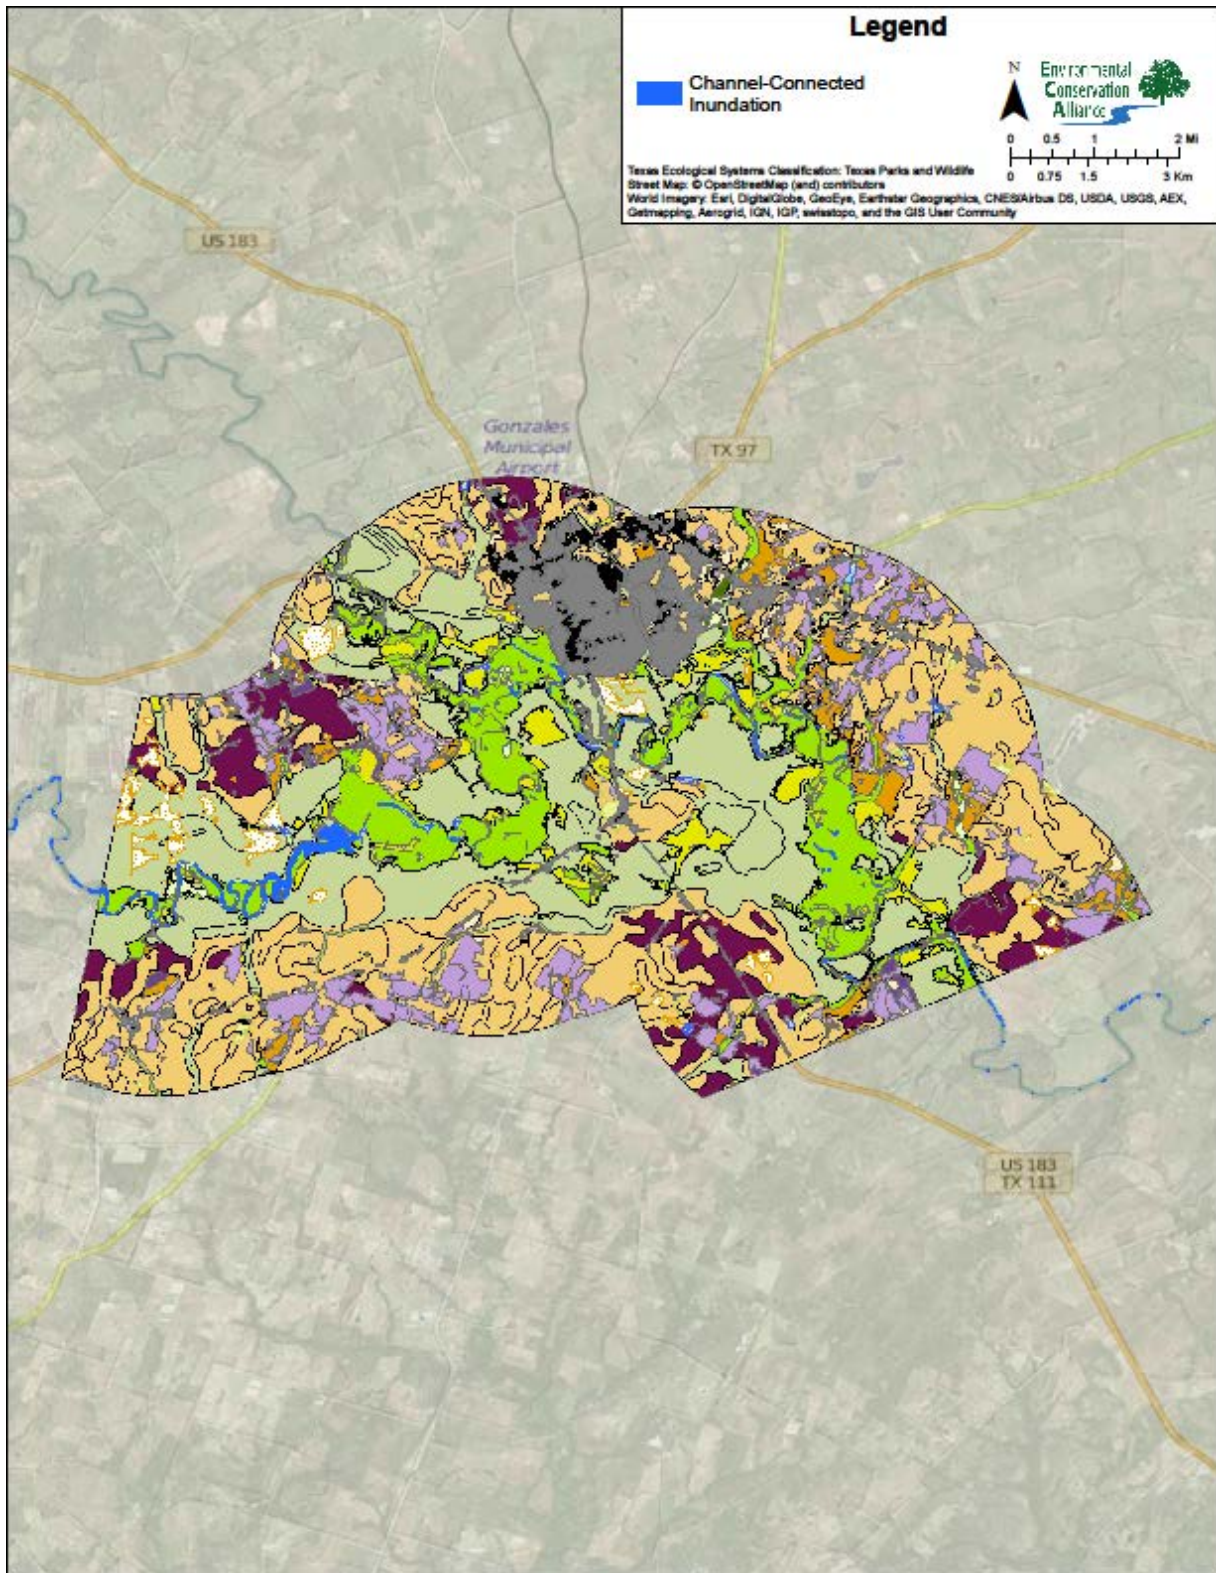 Legend
Channel-Connected
Inundation
N
Environmental
Conservation
Alliance
0 0.5 1 2 Mi
0 0.75 1.5 3 Km
Texas Ecological Systems Classification: Texas Parks and Wildlife
Street Map: © OpenStreetMap (and) contributors
World Imagery: Esri, DigitalGlobe, GeoEye, Earthstar Geographics, CNES/Airbus DS, USDA, USGS, AEX,
Getmapping, Aerogrid, IGN, IGP, swisstopo, and the GIS User Community
US 183
Gonzales
Municipal
Airport
TX 97
US 183
TX 111